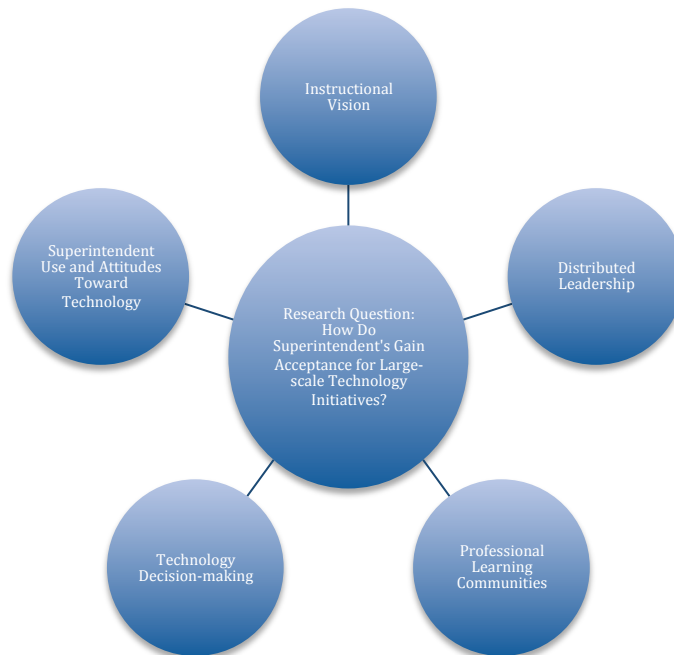 Instructional
Vision
Superintendent
Use and Attitudes
Toward
Technology
Distributed
Leadership
Research Question:
How Do
Superintendent's Gain
Acceptance for Large-
scale Technology
Initiatives?
Technology
Decision-making
Professional
Learning
Communities